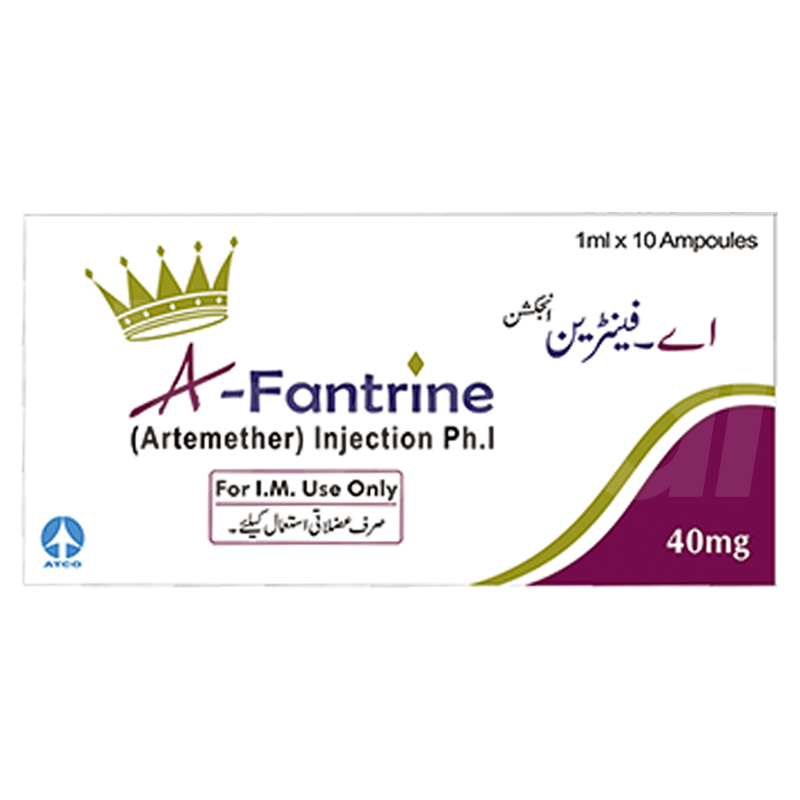 1ml x 10 Ampoules
اے۔فینٹرین انجکشن
A-Fantrine
(Artemether) Injection Ph.I
For I.M. Use Only
صرف عضلاتی استعمال کیلئے۔
ATCO
40mg